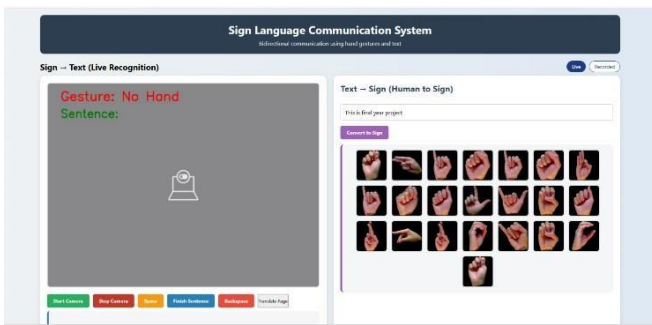 Sign Language Communication System
Bidirectional communication using hand gestures and text
Sign → Text (Live Recognition)
Live
Recorded
Gesture: No Hand
Sentence:
Start Camera
Stop Camera
Space
Finish Sentence
Backspace
Translate Page
Text → Sign (Human to Sign)
This is final year project
Convert to Sign